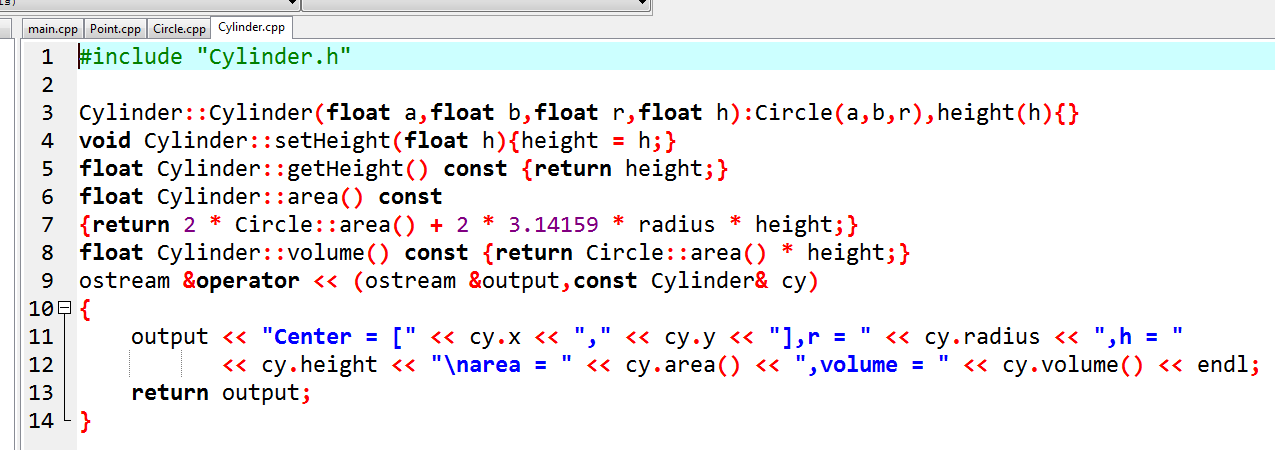 main.cpp Point.cpp Circle.cpp Cylinder.cpp
1 #include "Cylinder.h"
2
3 Cylinder::Cylinder(float a,float b,float r,float h):Circle(a,b,r),height(h){}
4 void Cylinder::setHeight(float h){height = h;}
5 float Cylinder::getHeight() const {return height;}
6 float Cylinder::area() const
7 {return 2 * Circle::area() + 2 * 3.14159 * radius * height;}
8 float Cylinder::volume() const {return Circle::area() * height;}
9 ostream &operator << (ostream &output,const Cylinder& cy)
10 {
11 output << "Center = [" << cy.x << "," << cy.y << "],r = " << cy.radius << ",h = "
12 << cy.height << "\narea = " << cy.area() << ",volume = " << cy.volume() << endl;
13 return output;
14 }